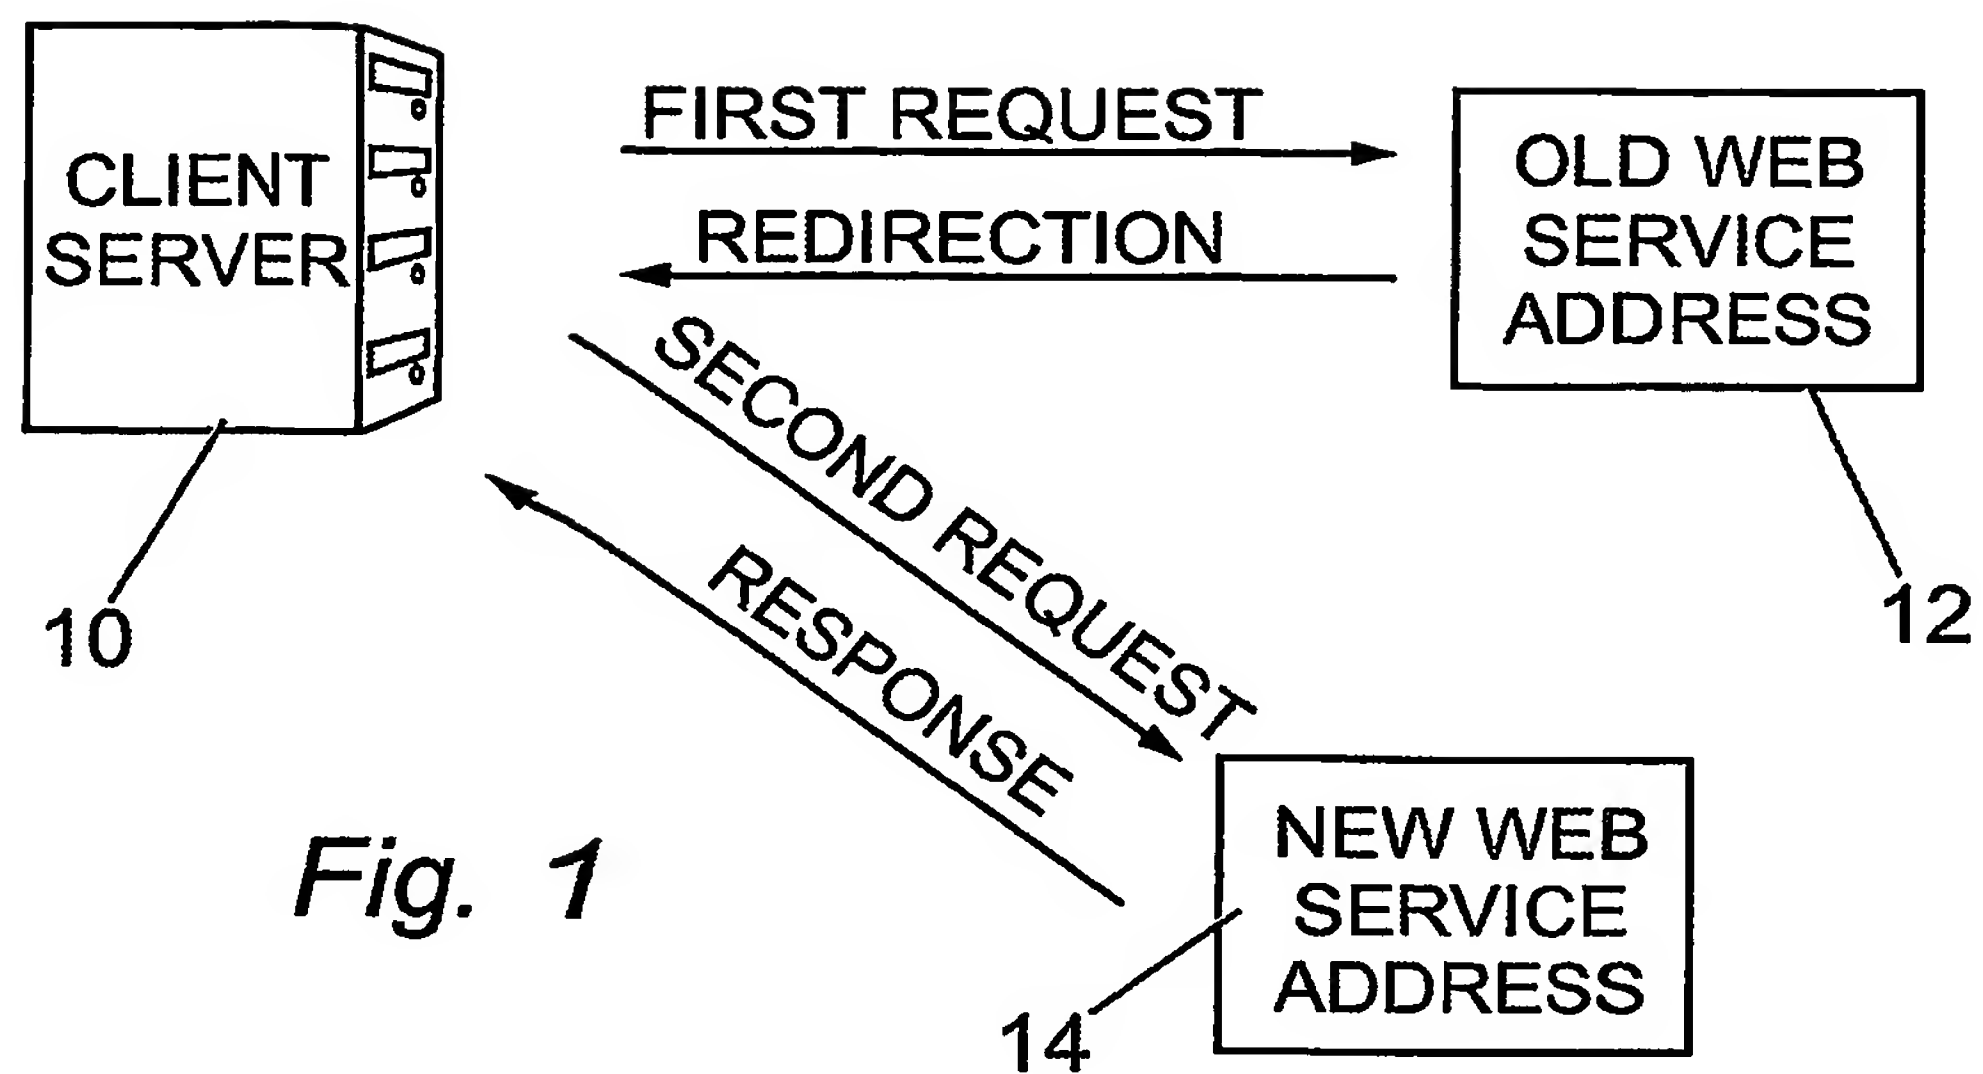 CLIENT
SERVER
10
FIRST REQUEST
REDIRECTION
OLD WEB
SERVICE
ADDRESS
12
SECOND REQUEST
RESPONSE
NEW WEB
SERVICE
ADDRESS
14
Fig. 1